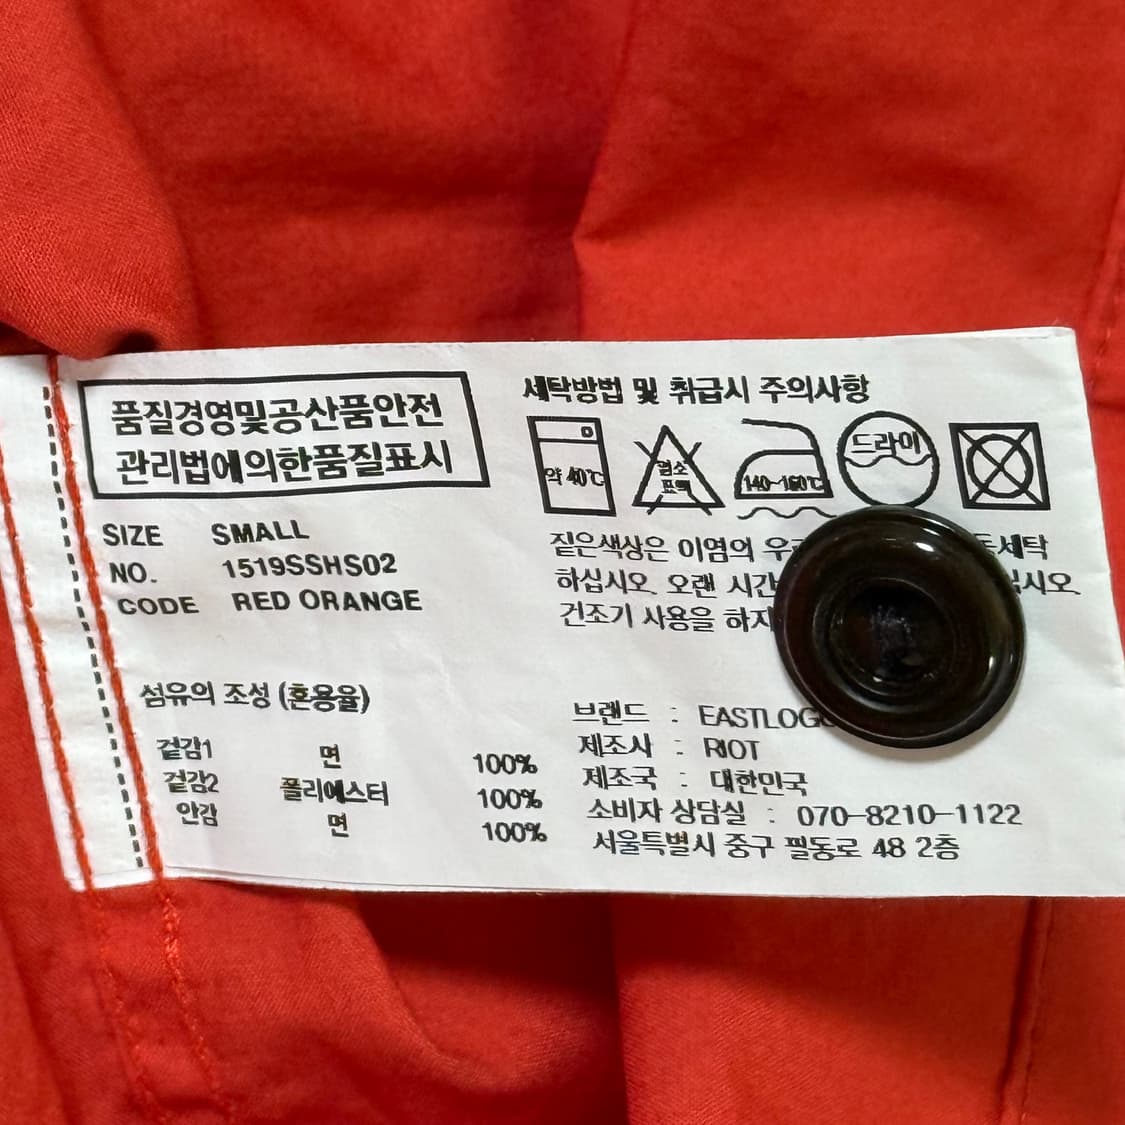 품질경영및공산품안전
관리법에의한품질표시
SIZE SMALL
NO. 1519SSHS02
CODE RED ORANGE
섬유의 조성 (혼용율)
겉감1 면 100%
겉감2 폴리에스터 100%
안감 면 100%
세탁방법 및 취급시 주의사항
약 40℃
염소
표백
140~160℃
드라이
짙은색상은 이염의
하십시오. 오랜
건조기 사용을
브랜드 :
제조사 : RIOT
제조국 : 대한민국
소비자 상담실 : 070-8210-1122
서울특별시 중구 필동로 48 2층